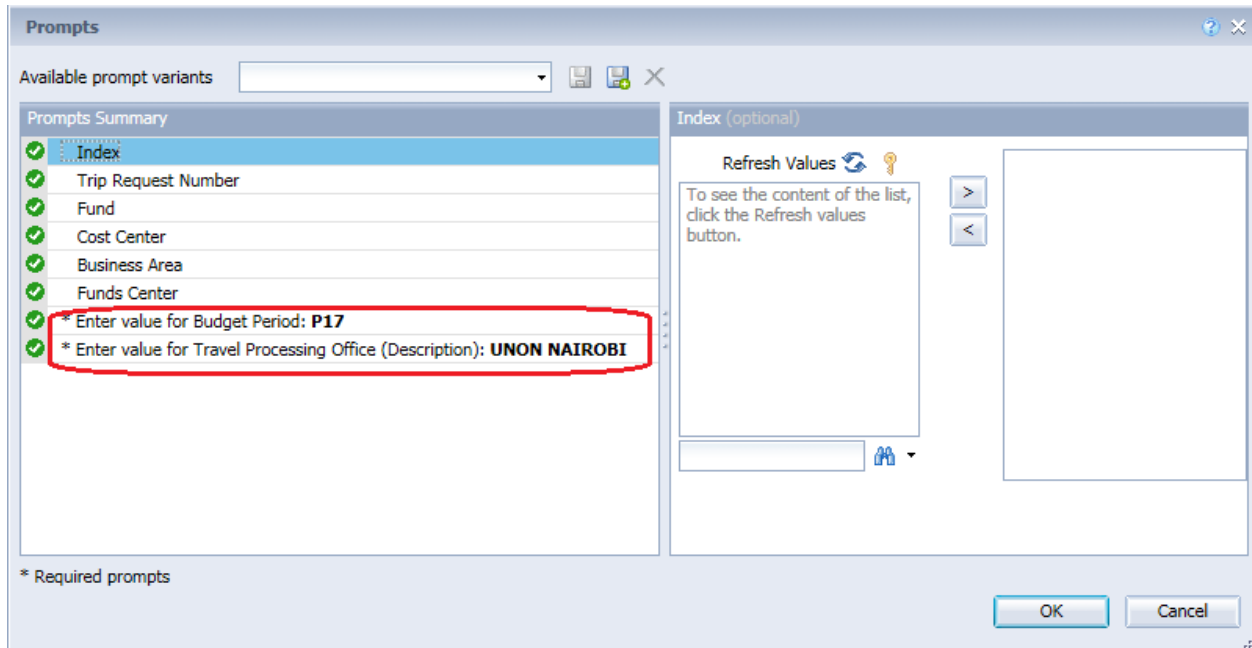 Prompts
Available prompt variants
Prompts Summary
Index
Trip Request Number
Fund
Cost Center
Business Area
Funds Center
* Enter value for Budget Period: P17
* Enter value for Travel Processing Office (Description): UNON NAIROBI
Index (optional)
Refresh Values
To see the content of the list,
click the Refresh values
button.
>
<
* Required prompts
OK
Cancel